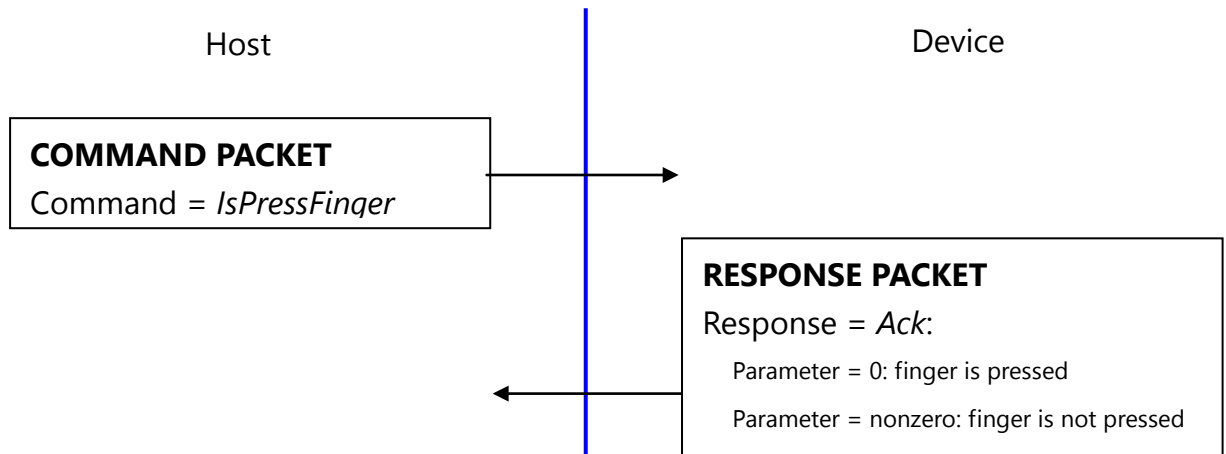 Host
Device
COMMAND PACKET
Command = IsPressFinger
RESPONSE PACKET
Response = Ack:
Parameter = 0: finger is pressed
Parameter = nonzero: finger is not pressed